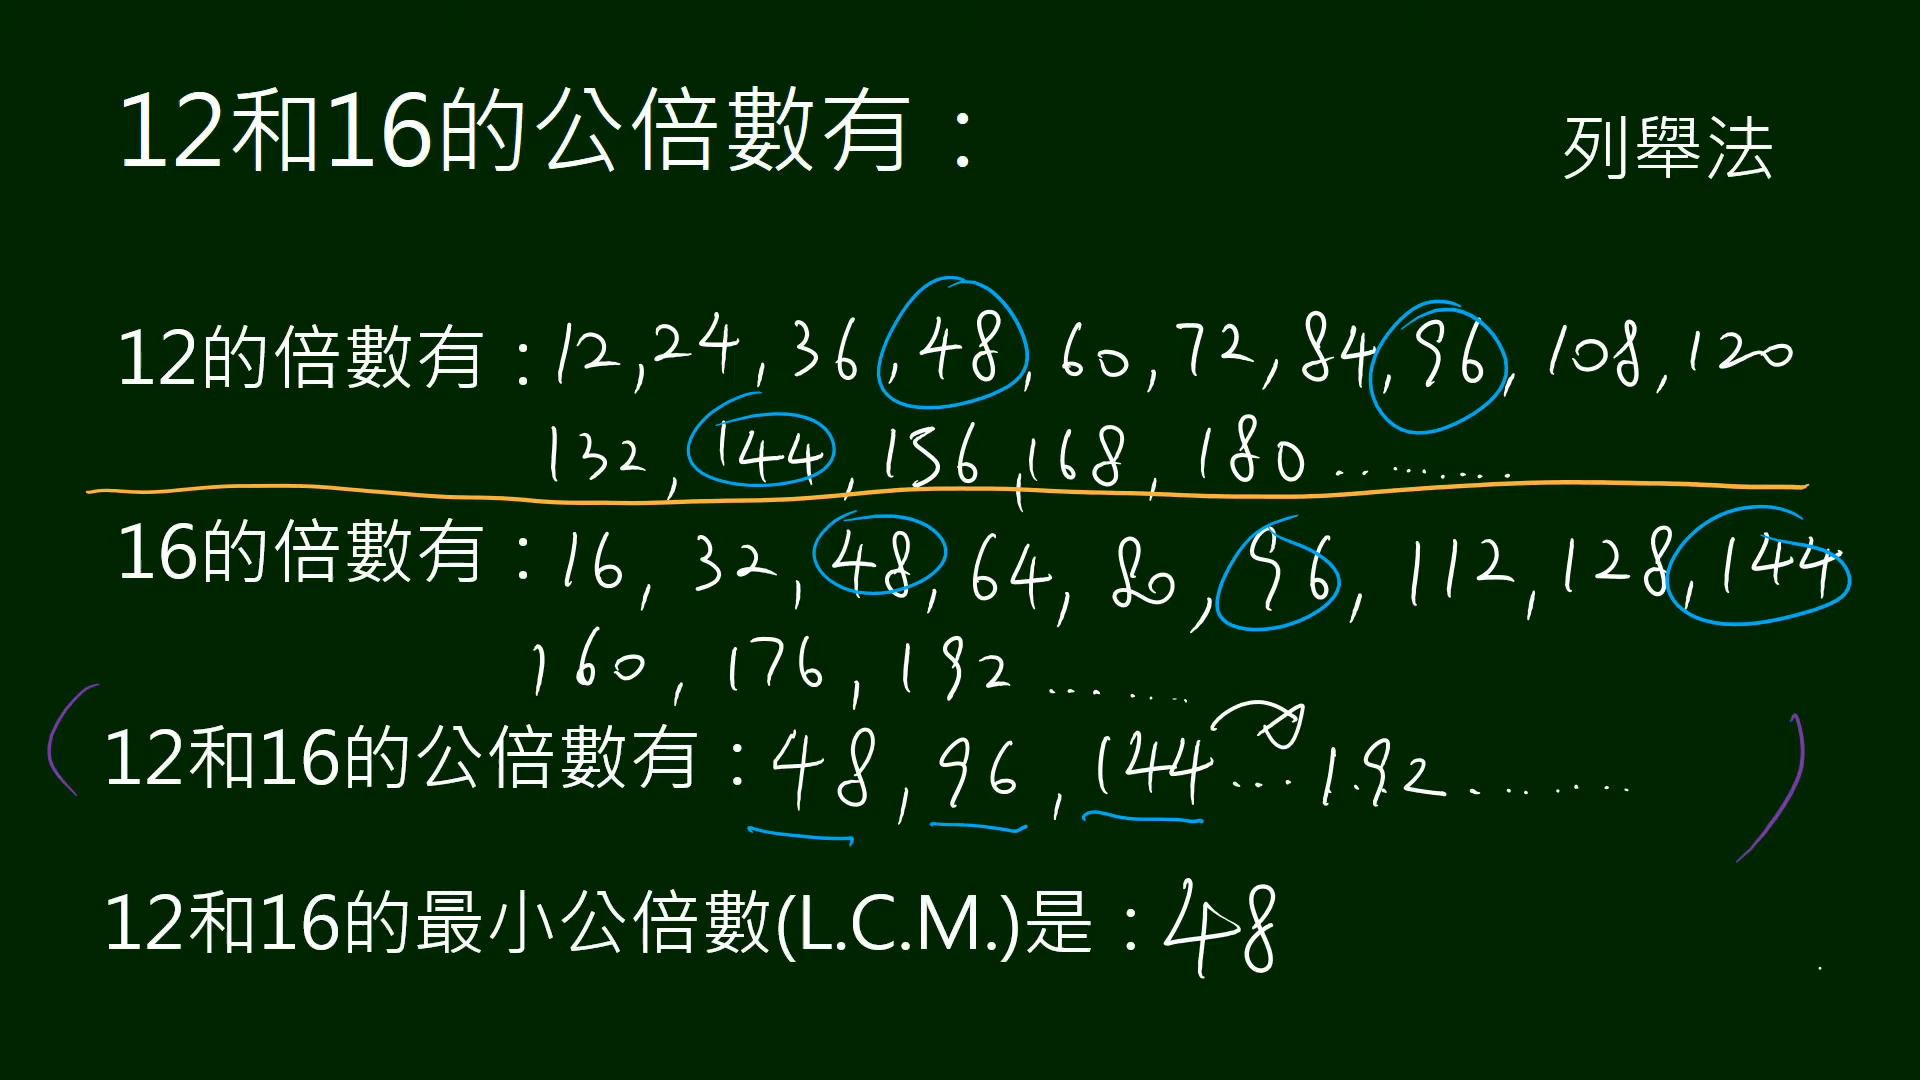 12和16的公倍數有：
列舉法
12的倍數有：12,24,36,48,60,72,84,96,108,120
132,144,156,168,180..........
16的倍數有：16,32,48,64,80,96,112,128,144
160,176,192........
12和16的公倍數有：48,96,144...192........
12和16的最小公倍數(L.C.M.)是：48